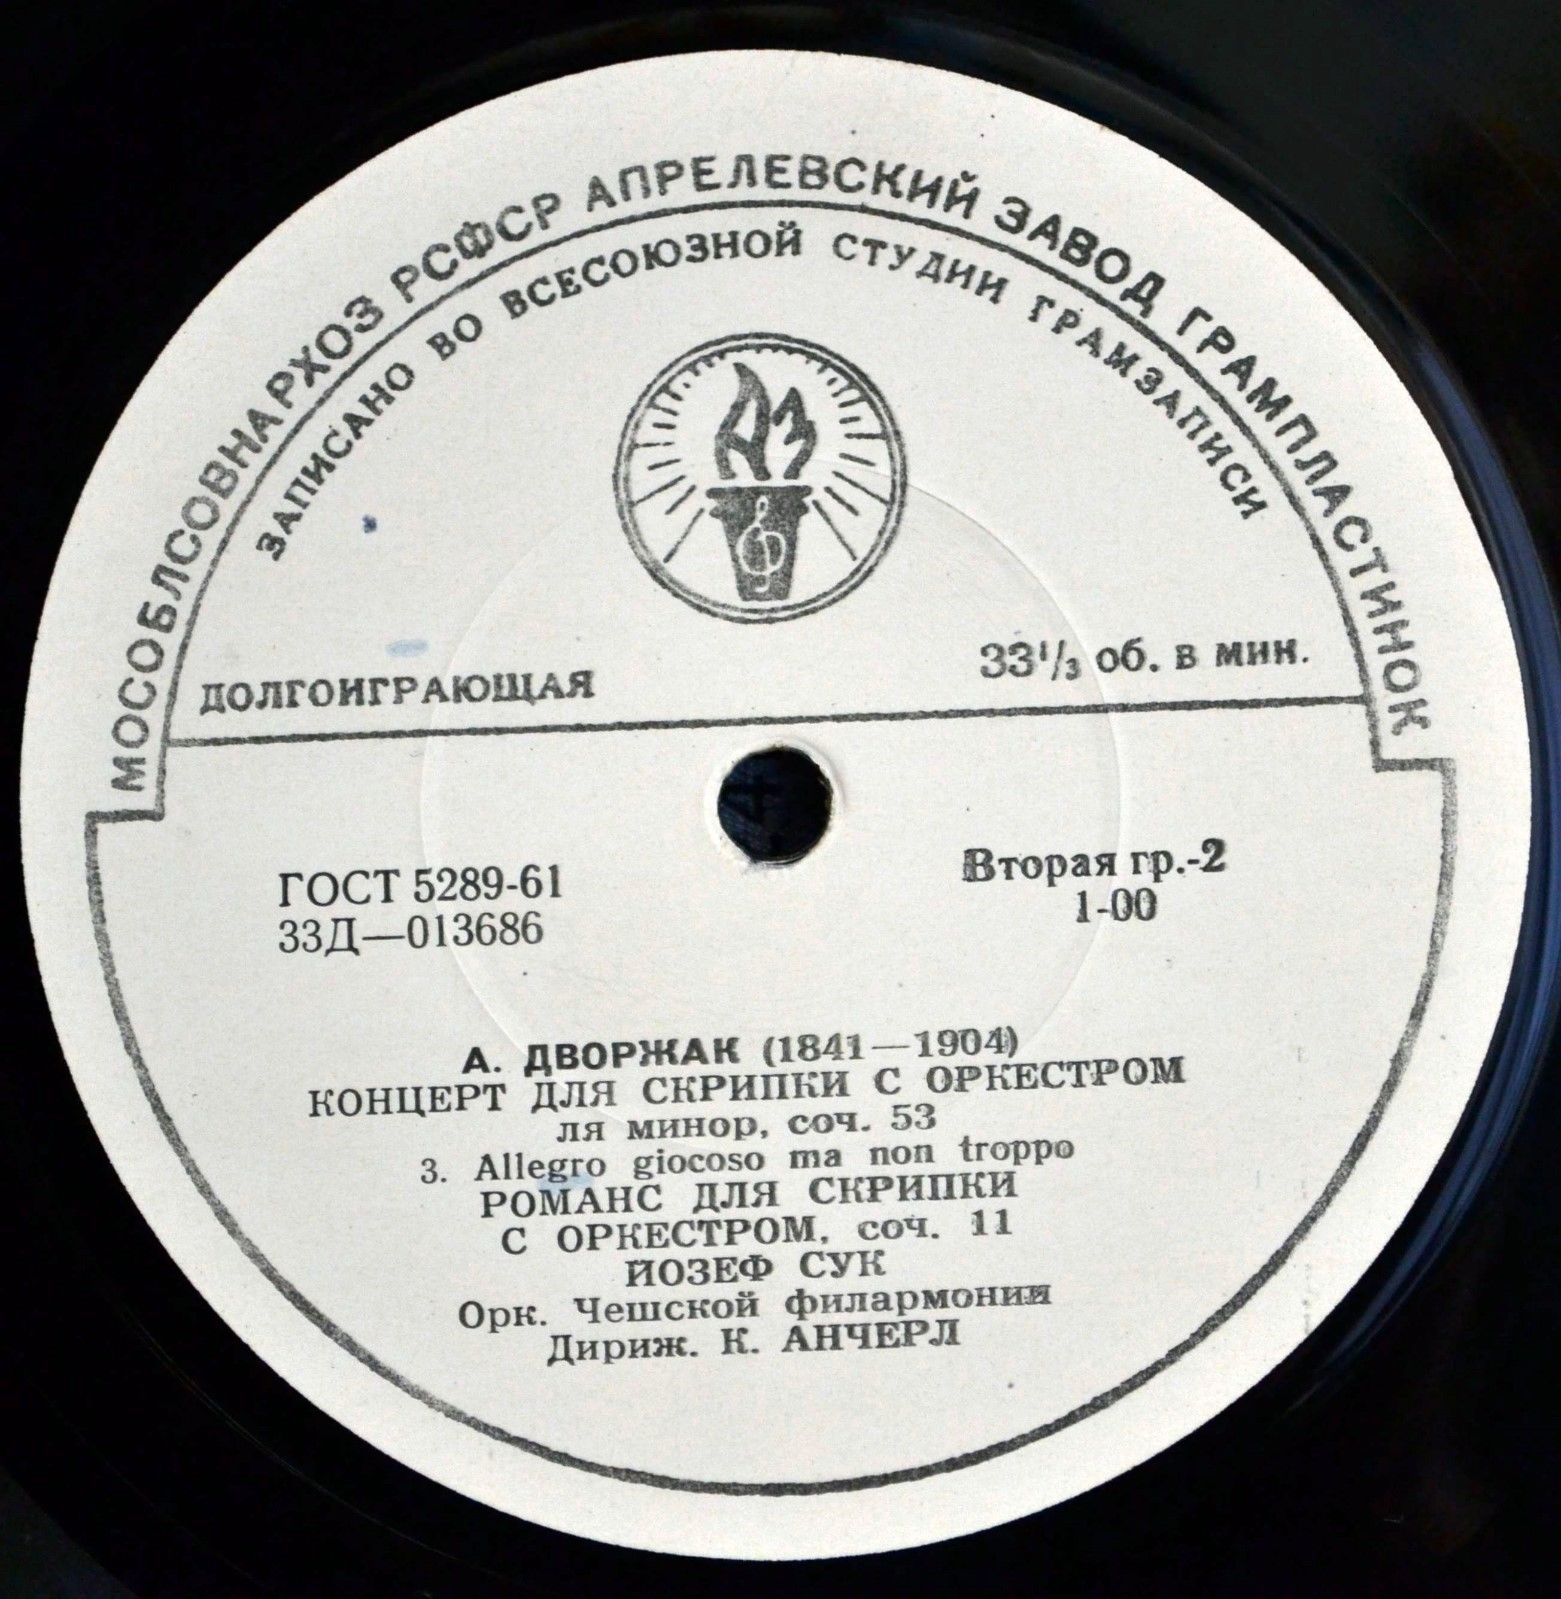 МОСОБЛСОВНАРХОЗ РСФСР АПРЕЛЕВСКИЙ ЗАВОД ГРАМПЛАСТИНОК
ЗАПИСАНО ВО ВСЕСОЮЗНОЙ СТУДИИ ГРАМЗАПИСИ
АЗ
ДОЛГОИГРАЮЩАЯ
33⅓ об. в мин.
ГОСТ 5289-61
33Д—013686
Вторая гр.-2
1-00
А. ДВОРЖАК (1841—1904)
КОНЦЕРТ ДЛЯ СКРИПКИ С ОРКЕСТРОМ
ля минор, соч. 53
3. Allegro giocoso ma non troppo
РОМАНС ДЛЯ СКРИПКИ
С ОРКЕСТРОМ, соч. 11
ЙОЗЕФ СУК
Орк. Чешской филармонии
Дириж. К. АНЧЕРЛ